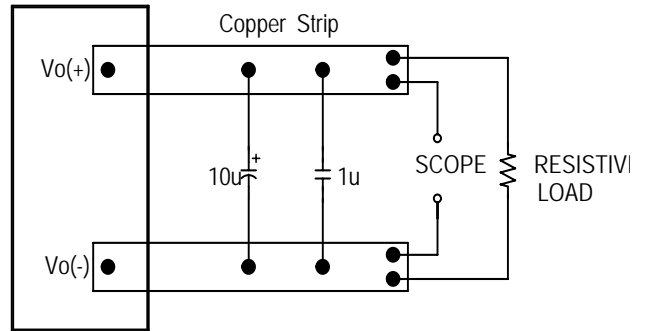 Copper Strip
Vo(+)
10u
+
1u
SCOPE
RESISTIVI
LOAD
Vo(-)